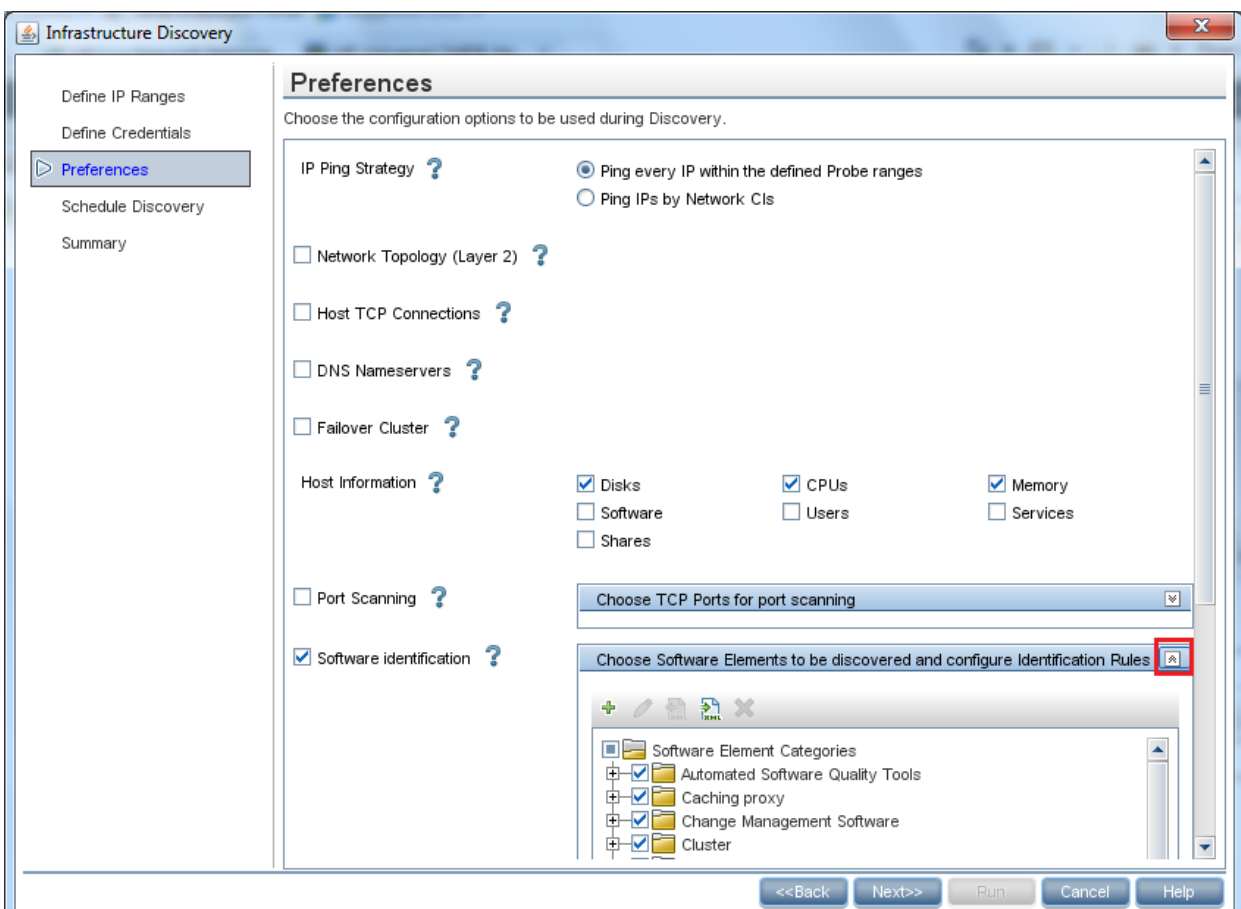 Infrastructure Discovery
Define IP Ranges
Define Credentials
Preferences
Schedule Discovery
Summary
Preferences
Choose the configuration options to be used during Discovery.
IP Ping Strategy ?
Ping every IP within the defined Probe ranges
Ping IPs by Network CIs
Network Topology (Layer 2) ?
Host TCP Connections ?
DNS Nameservers ?
Failover Cluster ?
Host Information ?
Disks CPUs Memory
Software Users Services
Shares
Port Scanning ? Choose TCP Ports for port scanning
Software identification ? Choose Software Elements to be discovered and configure Identification Rules
XML
Software Element Categories
Automated Software Quality Tools
Caching proxy
Change Management Software
Cluster
<<Back Next>> Run Cancel Help